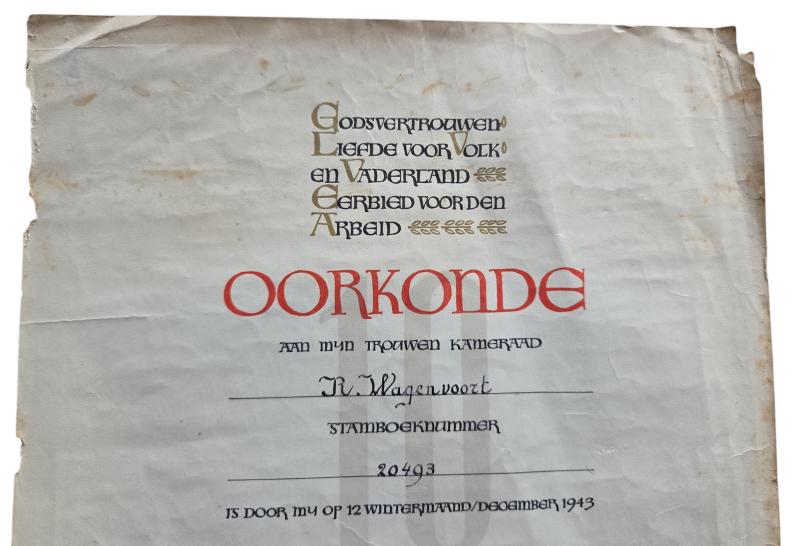 GODSVERTROUWEN
LIEFDE VOOR VOLK
EN VADERLAND
EERBIED VOOR DEN
ARBEID
OORKONDE
AAN MIJN TROUWEN KAMERAAD
R. Wagenvoort
STAMBOEKNUMMER
20493
IS DOOR MIJ OP 12 WINTERMAAND/DECEMBER 1943
10